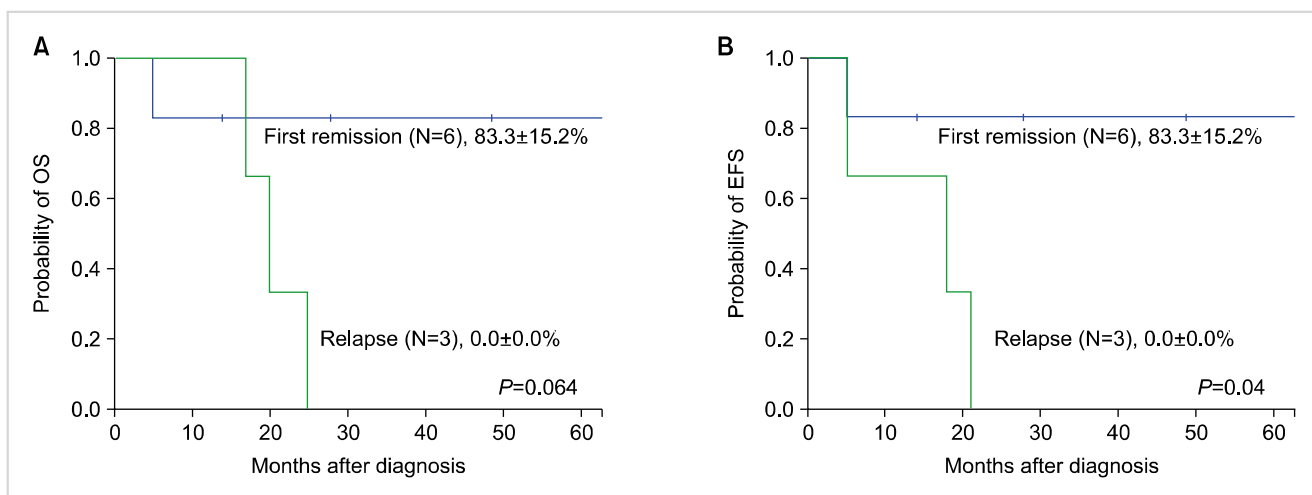 A
1.0
0.8
0.6
0.4
0.2
0.0
Probability of OS
First remission (N=6), 83.3±15.2%
Relapse (N=3), 0.0±0.0%
P=0.064
0 10 20 30 40 50 60
Months after diagnosis
B
1.0
0.8
0.6
0.4
0.2
0.0
Probability of EFS
First remission (N=6), 83.3±15.2%
Relapse (N=3), 0.0±0.0%
P=0.04
0 10 20 30 40 50 60
Months after diagnosis